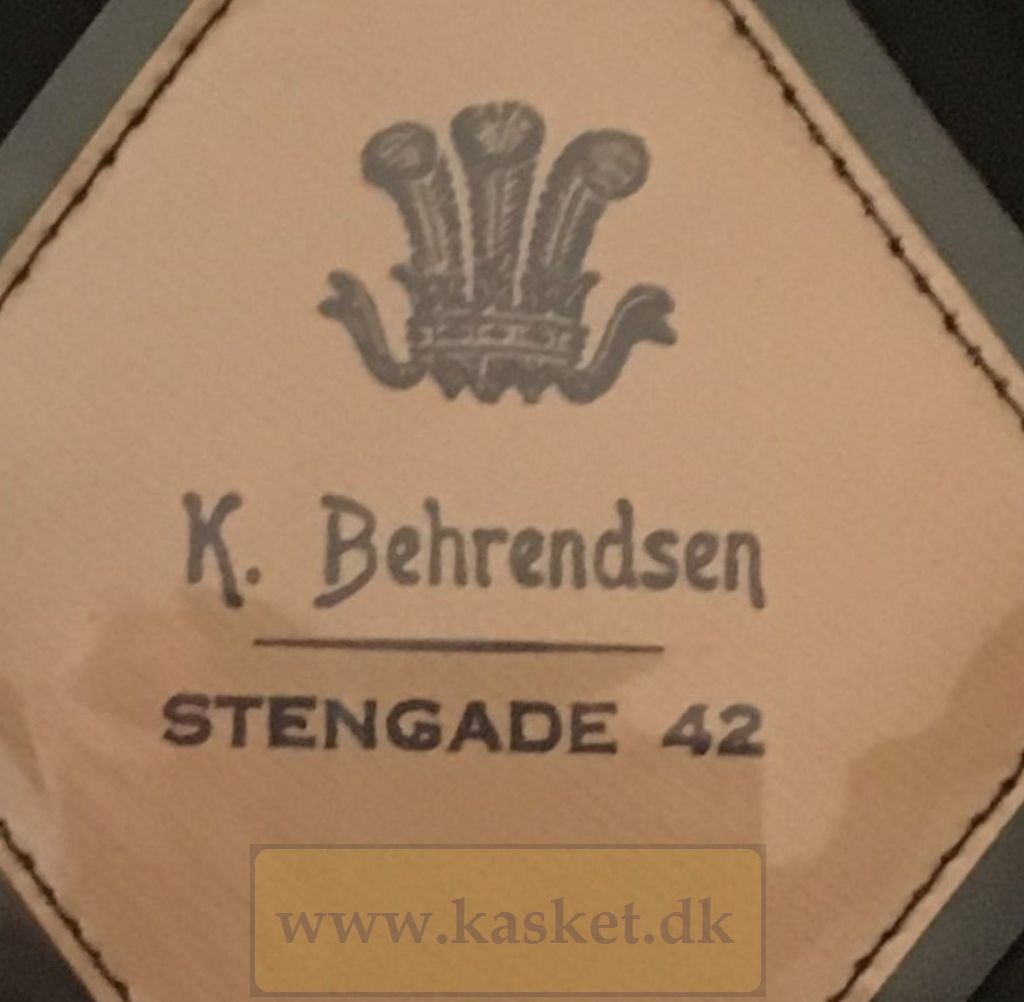 K. Behrendsen
STENGADE 42
www.kasket.dk